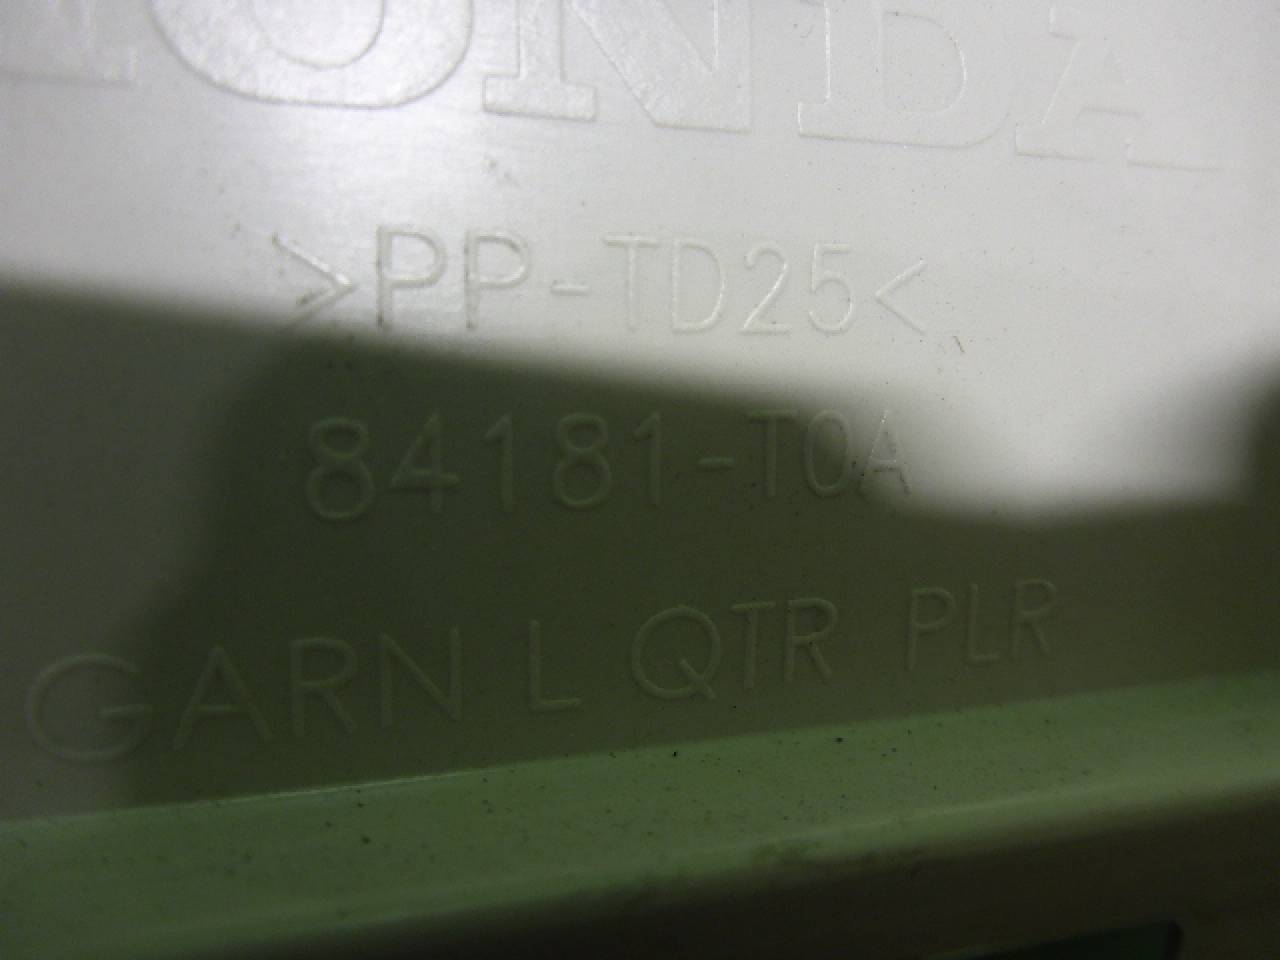 HONDA
>PP-TD25<
84181-T0A
GARN L QTR PLR